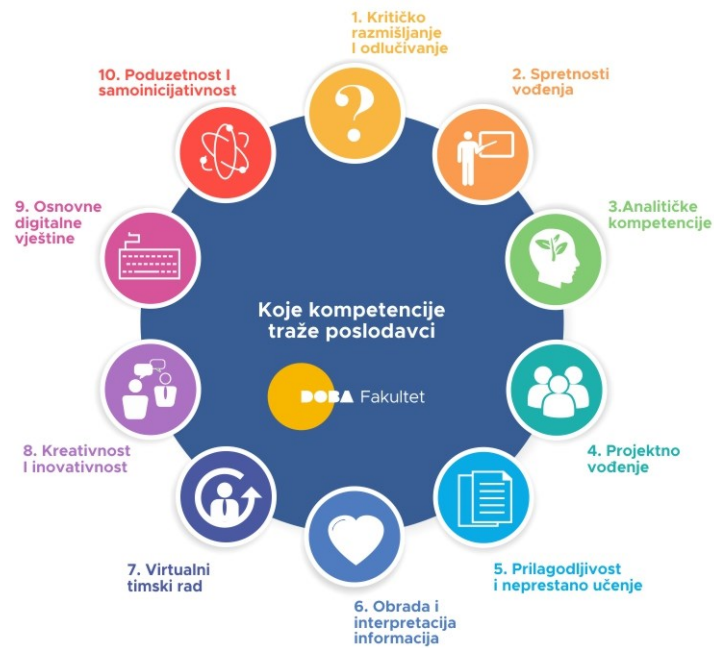 1. Kritičko
razmišljanje
I odlučivanje
2. Spretnosti
vođenja
3.Analitičke
kompetencije
4. Projektno
vođenje
5. Prilagodljivost
i neprestano učenje
6. Obrada i
interpretacija
informacija
7. Virtualni
timski rad
8. Kreativnost
I inovativnost
9. Osnovne
digitalne
vještine
10. Poduzetnost I
samoinicijativnost
Koje kompetencije
traže poslodavci
DOBA Fakultet
?